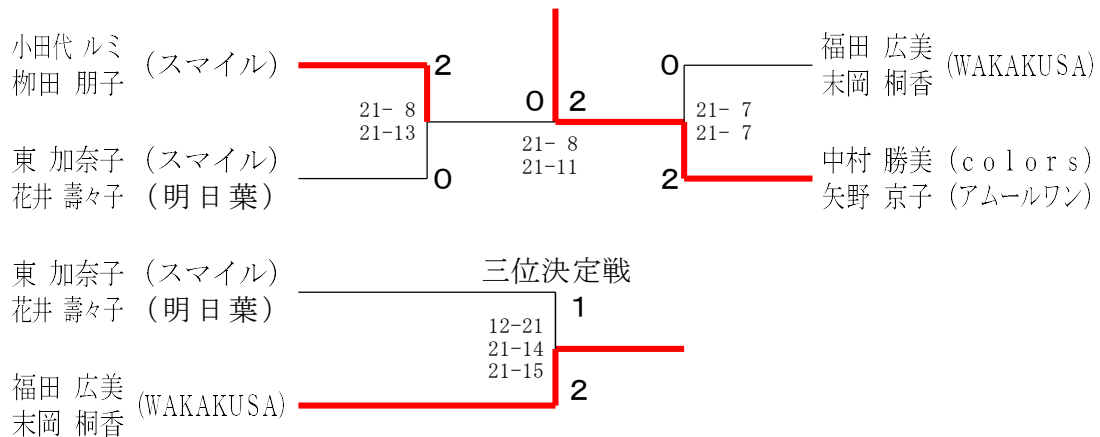 小田代 ルミ (スマイル)
栁田 朋子
2
21- 8
21-13
東 加奈子 (スマイル)
花井 壽々子 (明日葉)
0
0 2
21- 8
21-11
福田 広美 (WAKAKUSA)
末岡 桐香
0
21- 7
21- 7
2
中村 勝美 (colors)
矢野 京子 (アムールワン)
三位決定戦
東 加奈子 (スマイル)
花井 壽々子 (明日葉)
1
12-21
21-14
21-15
2
福田 広美 (WAKAKUSA)
末岡 桐香